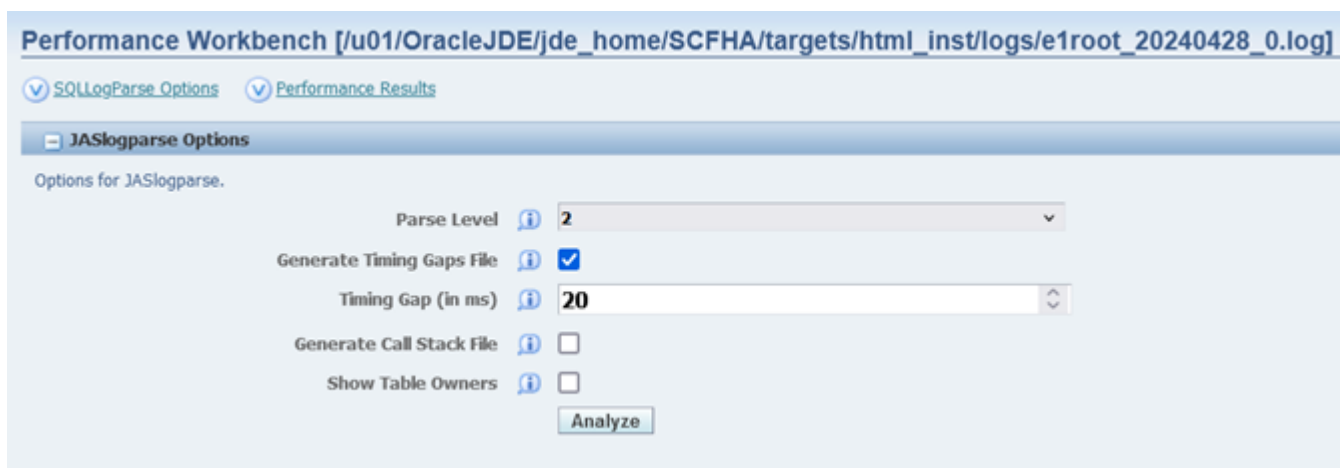 Performance Workbench [/u01/OracleJDE/jde_home/SCFHA/targets/html_inst/logs/e1root_20240428_0.log]
SQLLogParse Options Performance Results
JASlogparse Options
Options for JASlogparse.
Parse Level 2
Generate Timing Gaps File
Timing Gap (in ms) 20
Generate Call Stack File
Show Table Owners
Analyze